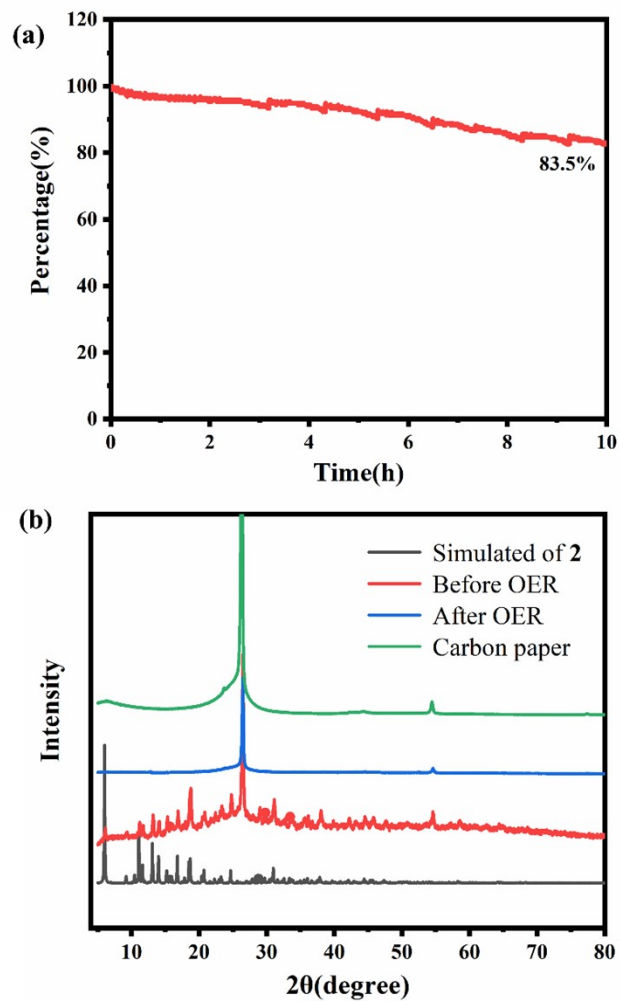 (a)
120
100
80
60
40
20
0
Percentage(%)
83.5%
0 2 4 6 8 10
Time(h)
(b)
Simulated of 2
Before OER
After OER
Carbon paper
Intensity
10 20 30 40 50 60 70 80
2θ(degree)